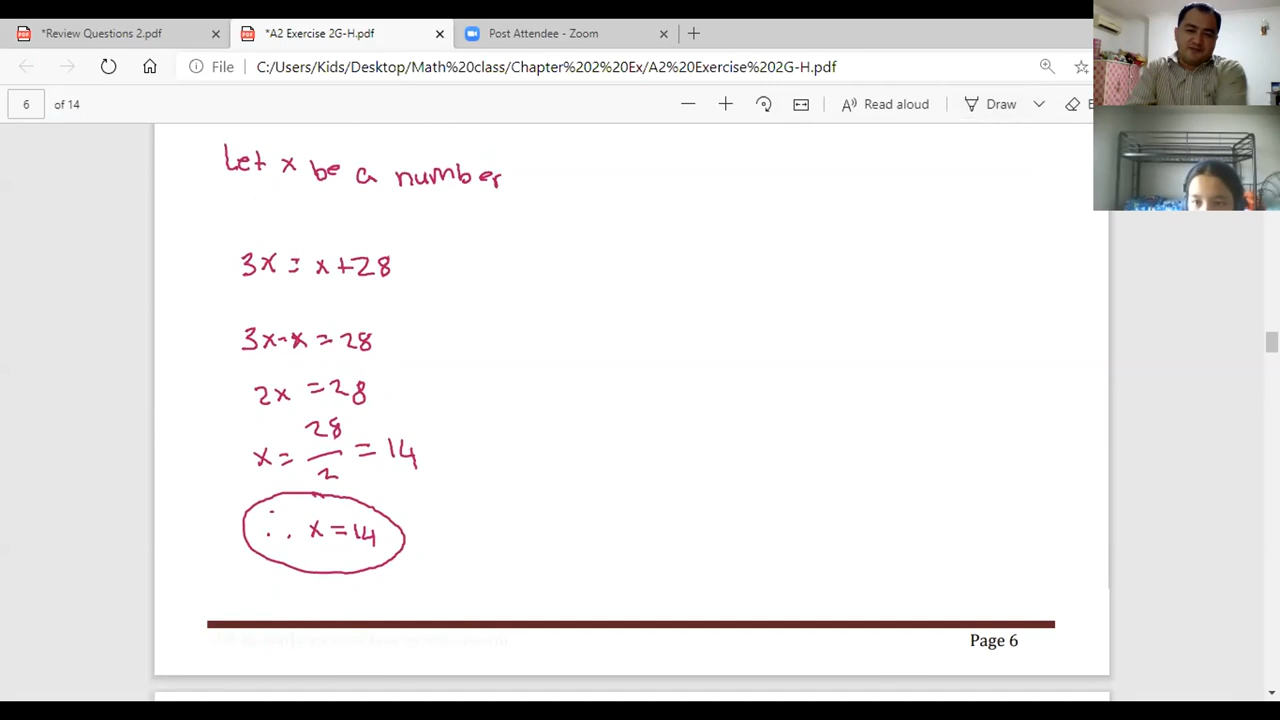 *Review Questions 2.pdf
*A2 Exercise 2G-H.pdf
Post Attendee - Zoom
File
C:/Users/Kids/Desktop/Math%20class/Chapter%202%20Ex/A2%20Exercise%202G-H.pdf
6 of 14
Read aloud
Draw
Let x be a number
3x = x+28
3x-x = 28
2x = 28
x = 28/2 = 14
∴ x = 14
Page 6